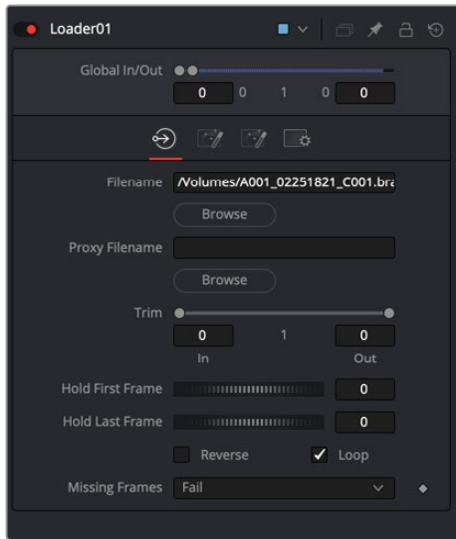 Loader01
Global In/Out
0 0 1 0 0
Filename /Volumes/A001_02251821_C001.bra
Browse
Proxy Filename
Browse
Trim
0 1 0
In Out
Hold First Frame 0
Hold Last Frame 0
Reverse Loop
Missing Frames Fail